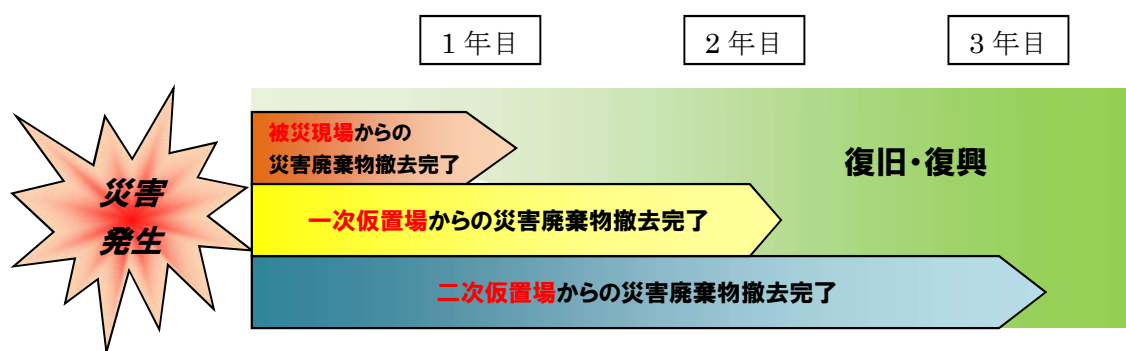 1 年目
2 年目
3 年目
災害
発生
被災現場からの
災害廃棄物撤去完了
復旧・復興
一次仮置場からの災害廃棄物撤去完了
二次仮置場からの災害廃棄物撤去完了